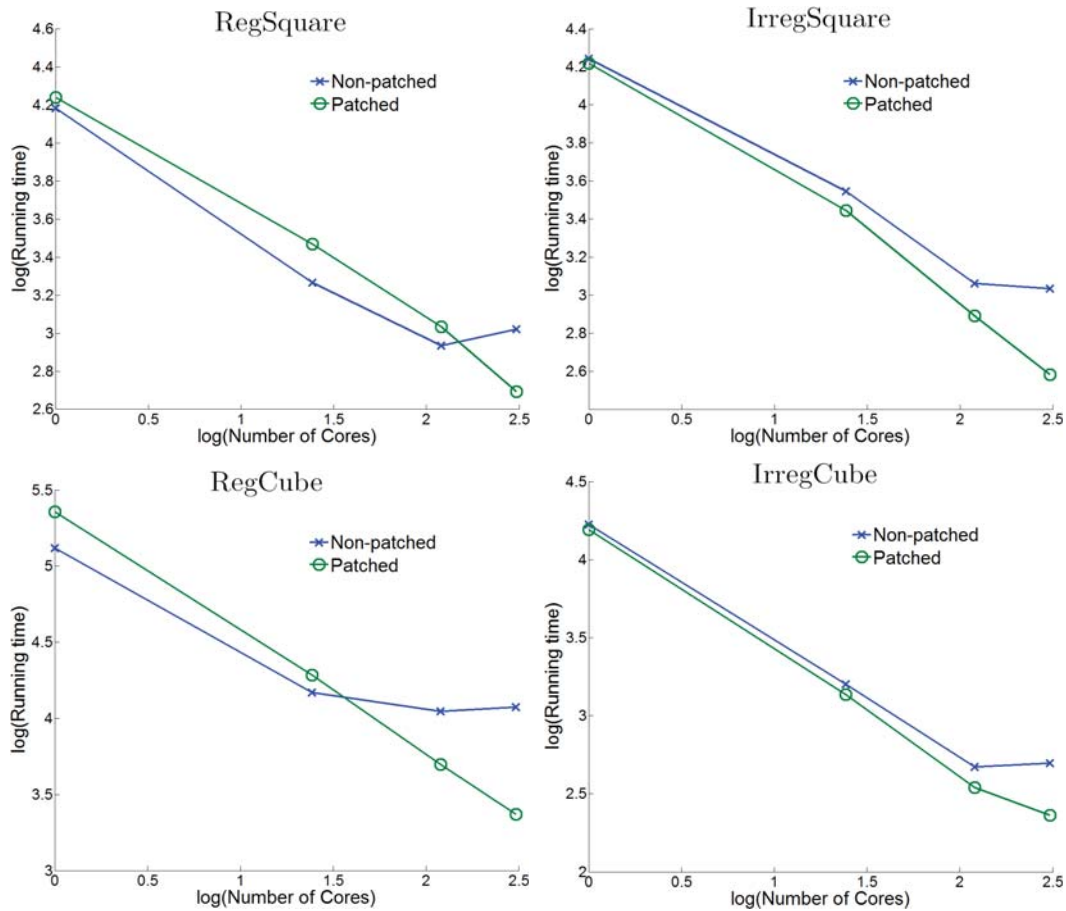 RegSquare
4.6
4.4
4.2
4
3.8
3.6
3.4
3.2
3
2.8
2.6
log(Running time)
Non-patched
Patched
0
0.5
1
1.5
2
2.5
log(Number of Cores)
IrregSquare
4.4
4.2
4
3.8
3.6
3.4
3.2
3
2.8
2.6
log(Running time)
Non-patched
Patched
0
0.5
1
1.5
2
2.5
log(Number of Cores)
RegCube
5.5
5
4.5
4
3.5
3
log(Running time)
Non-patched
Patched
0
0.5
1
1.5
2
2.5
log(Number of Cores)
IrregCube
4.5
4
3.5
3
2.5
2
log(Running time)
Non-patched
Patched
0
0.5
1
1.5
2
2.5
log(Number of Cores)